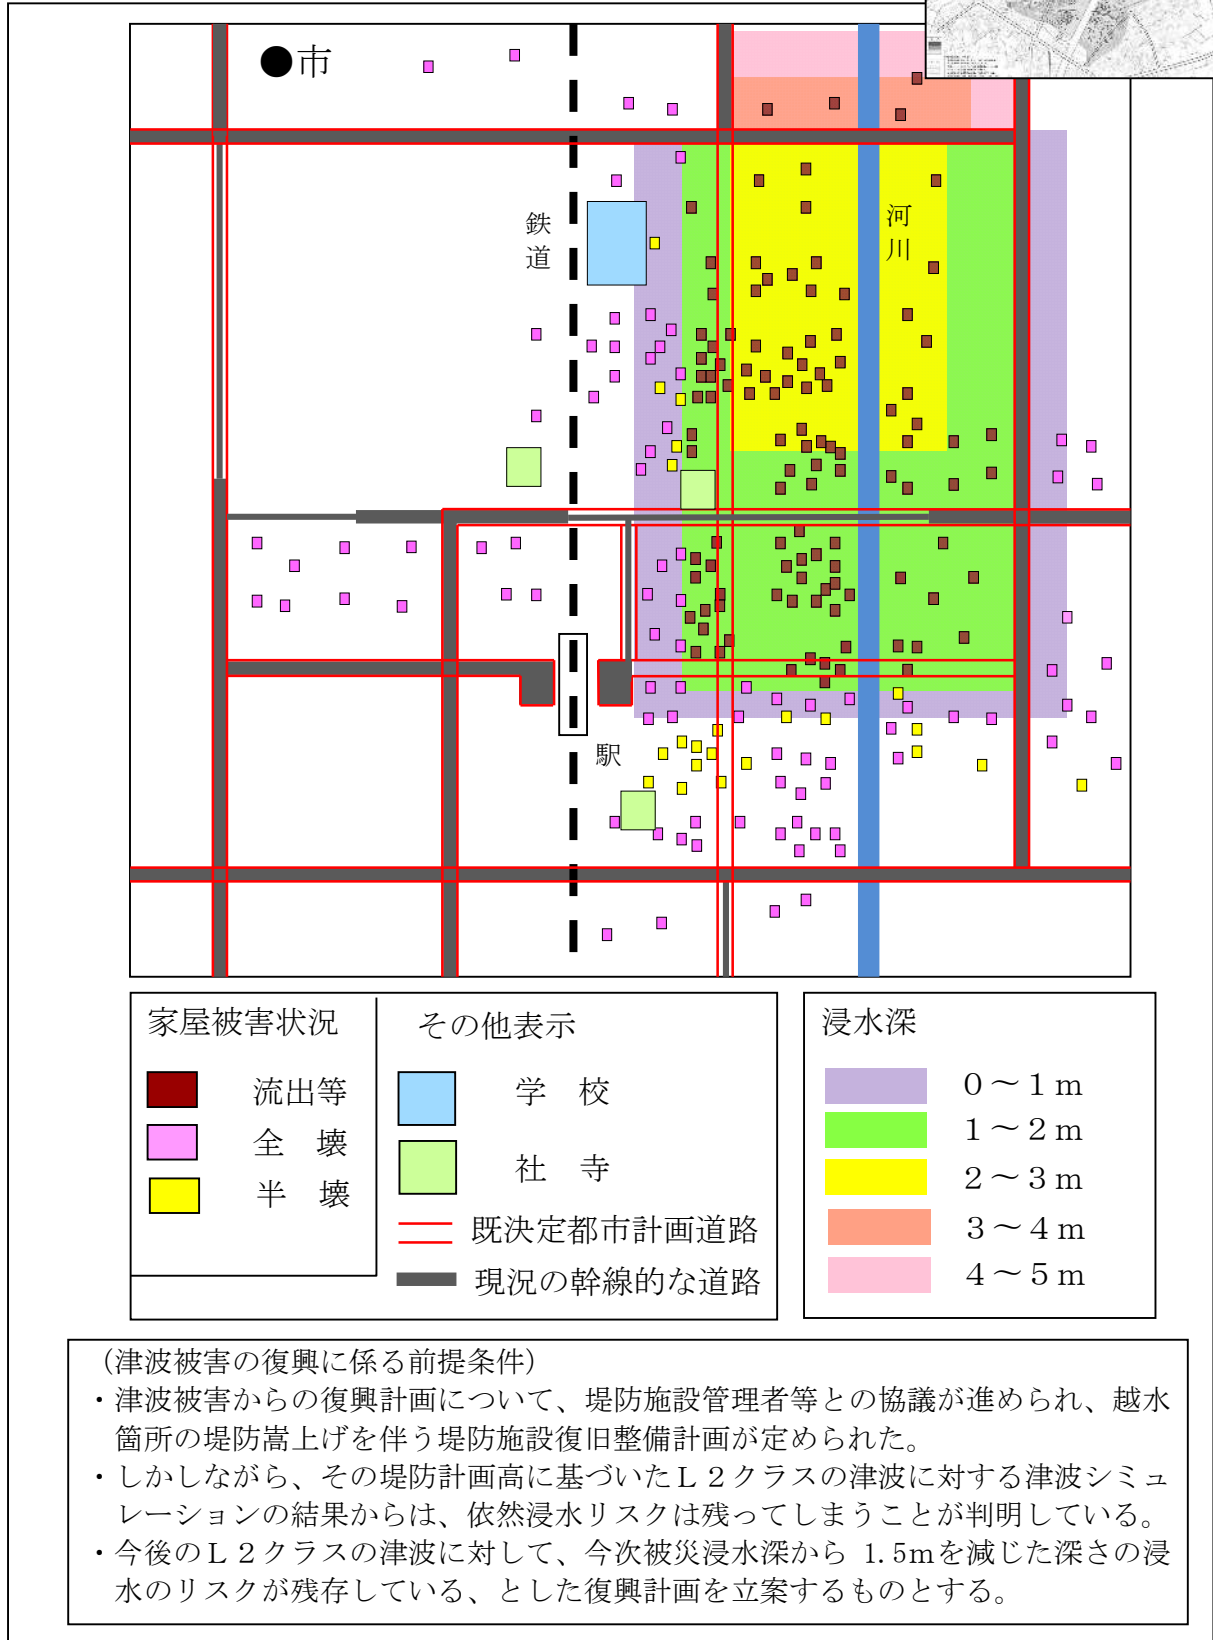 ●市
鉄道
河川
駅
家屋被害状況
流出等
全　壊
半　壊
その他表示
学　校
社　寺
既決定都市計画道路
現況の幹線的な道路
浸水深
０～１ｍ
１～２ｍ
２～３ｍ
３～４ｍ
４～５ｍ
（津波被害の復興に係る前提条件）
・津波被害からの復興計画について、堤防施設管理者等との協議が進められ、越水
箇所の堤防嵩上げを伴う堤防施設復旧整備計画が定められた。
・しかしながら、その堤防計画高に基づいたＬ２クラスの津波に対する津波シミュ
レーションの結果からは、依然浸水リスクは残ってしまうことが判明している。
・今後のＬ２クラスの津波に対して、今次被災浸水深から 1.5mを減じた深さの浸
水のリスクが残存している、とした復興計画を立案するものとする。